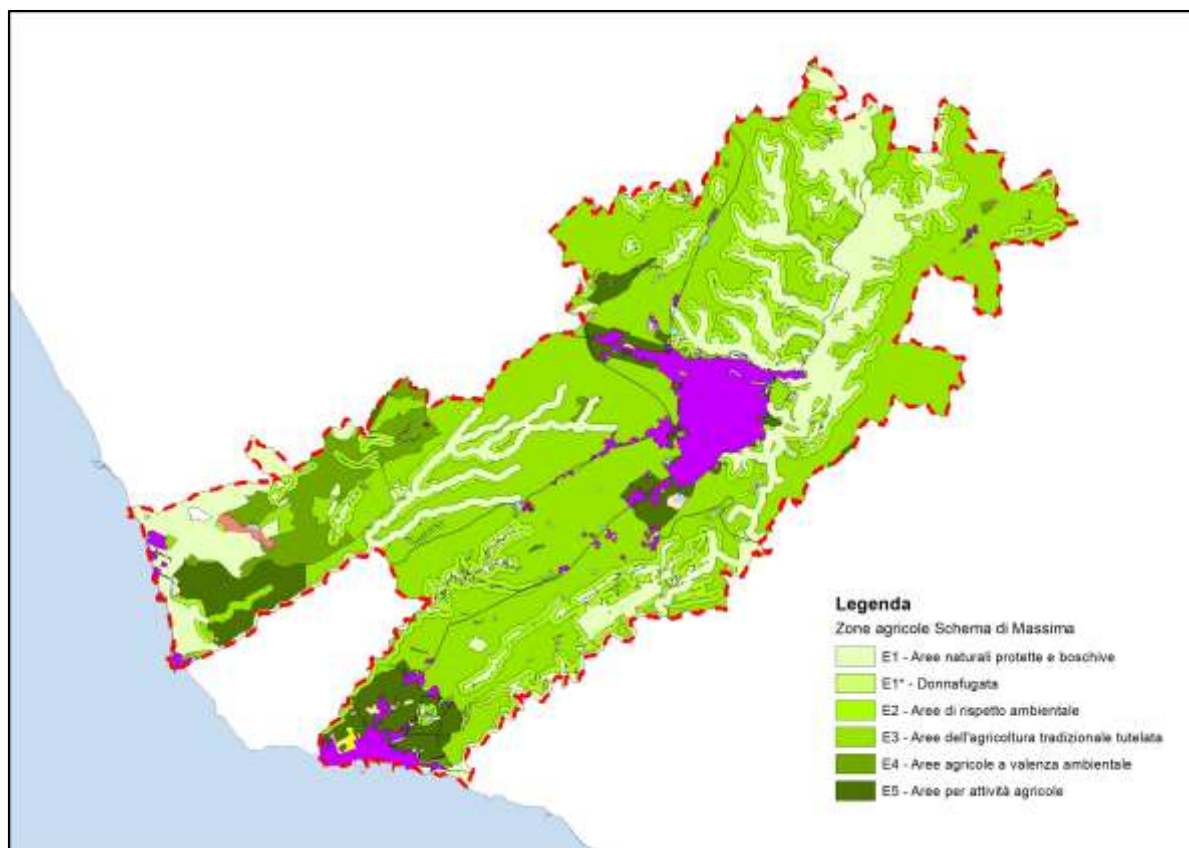 Legenda
Zone agricole Schema di Massima
E1 - Aree naturali protette e boschive
E1* - Donnafugata
E2 - Aree di rispetto ambientale
E3 - Aree dell'agricoltura tradizionale tutelata
E4 - Aree agricole a valenza ambientale
E5 - Aree per attività agricole